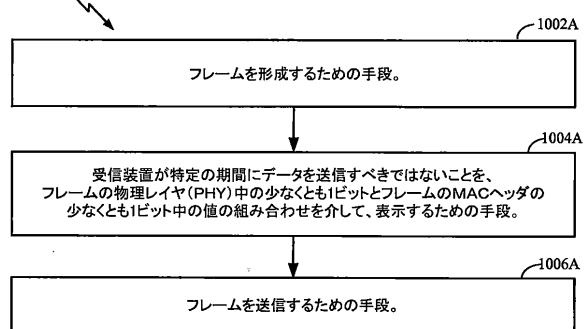 1002A
フレームを形成するための手段。
1004A
受信装置が特定の期間にデータを送信すべきではないことを、
フレームの物理レイヤ(PHY)中の少なくとも1ビットとフレームのMACヘッダの
少なくとも1ビット中の値の組み合わせを介して、表示するための手段。
1006A
フレームを送信するための手段。